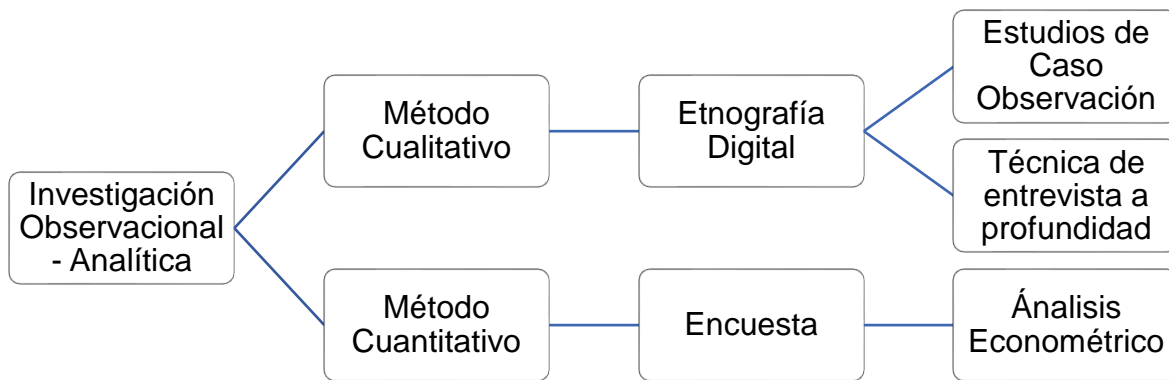 Investigación
Observacional
- Analítica
Método
Cualitativo
Etnografía
Digital
Estudios de
Caso
Observación
Técnica de
entrevista a
profundidad
Método
Cuantitativo
Encuesta
Ánalisis
Econométrico